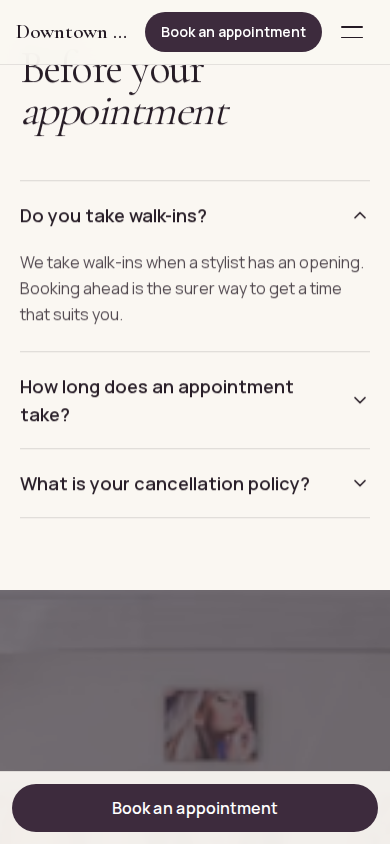 Downtown ...
Book an appointment
Before your
appointment
Do you take walk-ins?
We take walk-ins when a stylist has an opening.
Booking ahead is the surer way to get a time
that suits you.
How long does an appointment
take?
What is your cancellation policy?
Book an appointment